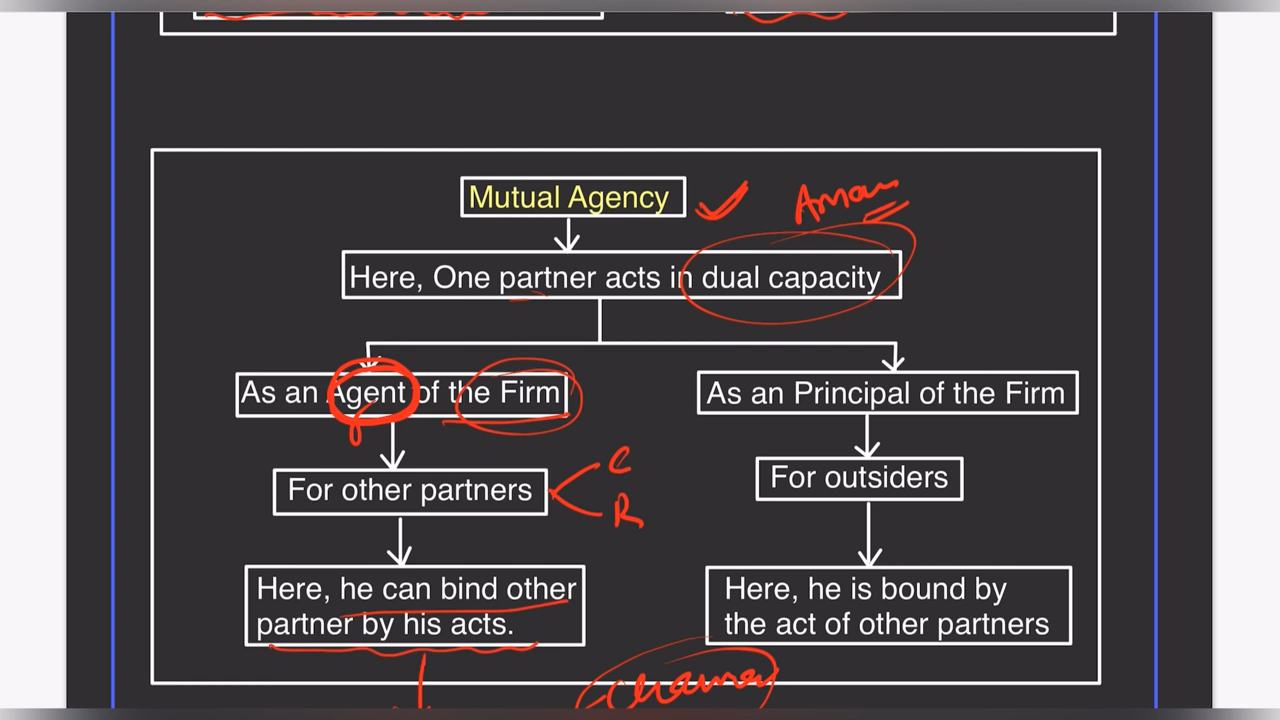 Mutual Agency
Aman
Here, One partner acts in dual capacity
As an Agent of the Firm
As an Principal of the Firm
For other partners
C
R
For outsiders
Here, he can bind other
partner by his acts.
Here, he is bound by
the act of other partners